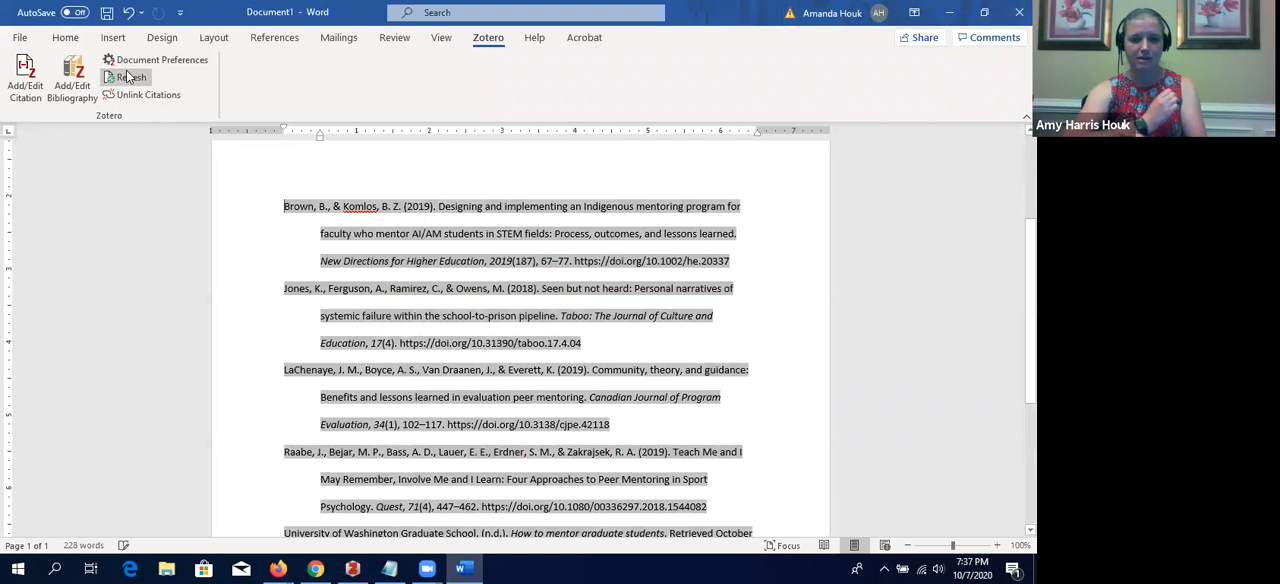 AutoSave Off
Document1 - Word
Search
Amanda Houk AH
File Home Insert Design Layout References Mailings Review View Zotero Help Acrobat
Share Comments
Add/Edit Citation
Add/Edit Bibliography
Document Preferences
Refresh
Unlink Citations
Zotero
Amy Harris Houk
1 1 2 3 4 5 6 7
Brown, B., & Komlos, B. Z. (2019). Designing and implementing an Indigenous mentoring program for
faculty who mentor AI/AM students in STEM fields: Process, outcomes, and lessons learned.
New Directions for Higher Education, 2019(187), 67–77. https://doi.org/10.1002/he.20337
Jones, K., Ferguson, A., Ramirez, C., & Owens, M. (2018). Seen but not heard: Personal narratives of
systemic failure within the school-to-prison pipeline. Taboo: The Journal of Culture and
Education, 17(4). https://doi.org/10.31390/taboo.17.4.04
LaChenaye, J. M., Boyce, A. S., Van Draanen, J., & Everett, K. (2019). Community, theory, and guidance:
Benefits and lessons learned in evaluation peer mentoring. Canadian Journal of Program
Evaluation, 34(1), 102–117. https://doi.org/10.3138/cjpe.42118
Raabe, J., Bejar, M. P., Bass, A. D., Lauer, E. E., Erdner, S. M., & Zakrajsek, R. A. (2019). Teach Me and I
May Remember, Involve Me and I Learn: Four Approaches to Peer Mentoring in Sport
Psychology. Quest, 71(4), 447–462. https://doi.org/10.1080/00336297.2018.1544082
University of Washington Graduate School. (n.d.). How to mentor graduate students. Retrieved October
Page 1 of 1 228 words
Focus
100%
7:37 PM
10/7/2020